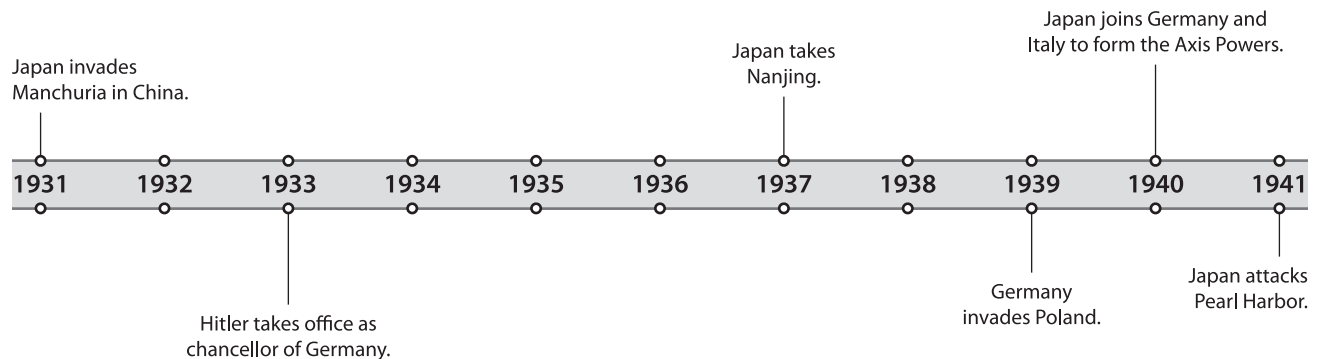 Japan joins Germany and
Italy to form the Axis Powers.
Japan takes
Nanjing.
Japan invades
Manchuria in China.
1931 1932 1933 1934 1935 1936 1937 1938 1939 1940 1941
Japan attacks
Pearl Harbor.
Germany
invades Poland.
Hitler takes office as
chancellor of Germany.